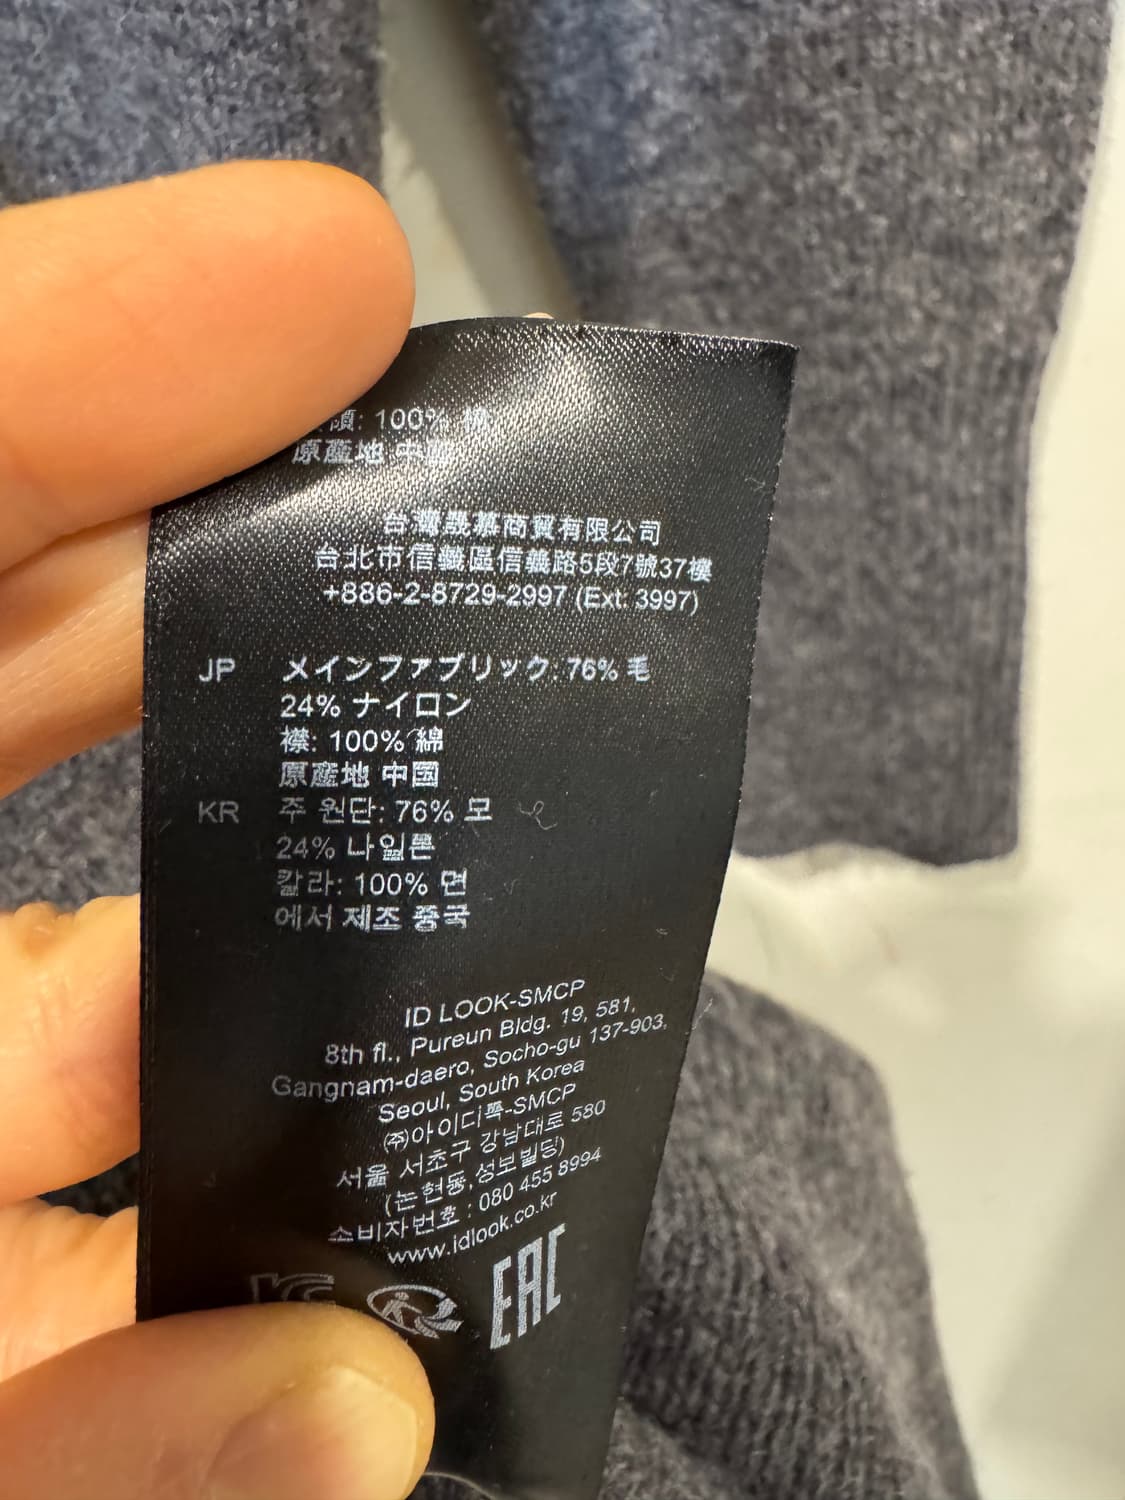 領: 100% 棉
原產地 中國
台灣晟慕商貿有限公司
台北市信義區信義路5段7號37樓
+886-2-8729-2997 (Ext. 3997)
JP メインファブリック: 76% 毛
24% ナイロン
襟: 100% 綿
原産地 中国
KR 주 원단: 76% 모
24% 나일론
칼라: 100% 면
에서 제조 중국
ID LOOK-SMCP
8th fl., Pureun Bldg. 19, 581,
Gangnam-daero, Socho-gu 137-903,
Seoul, South Korea
㈜아이디룩-SMCP
서울 서초구 강남대로 580
(논현동,성보빌딩)
소비자번호 : 080 455 8994
www.idlook.co.kr
EAC